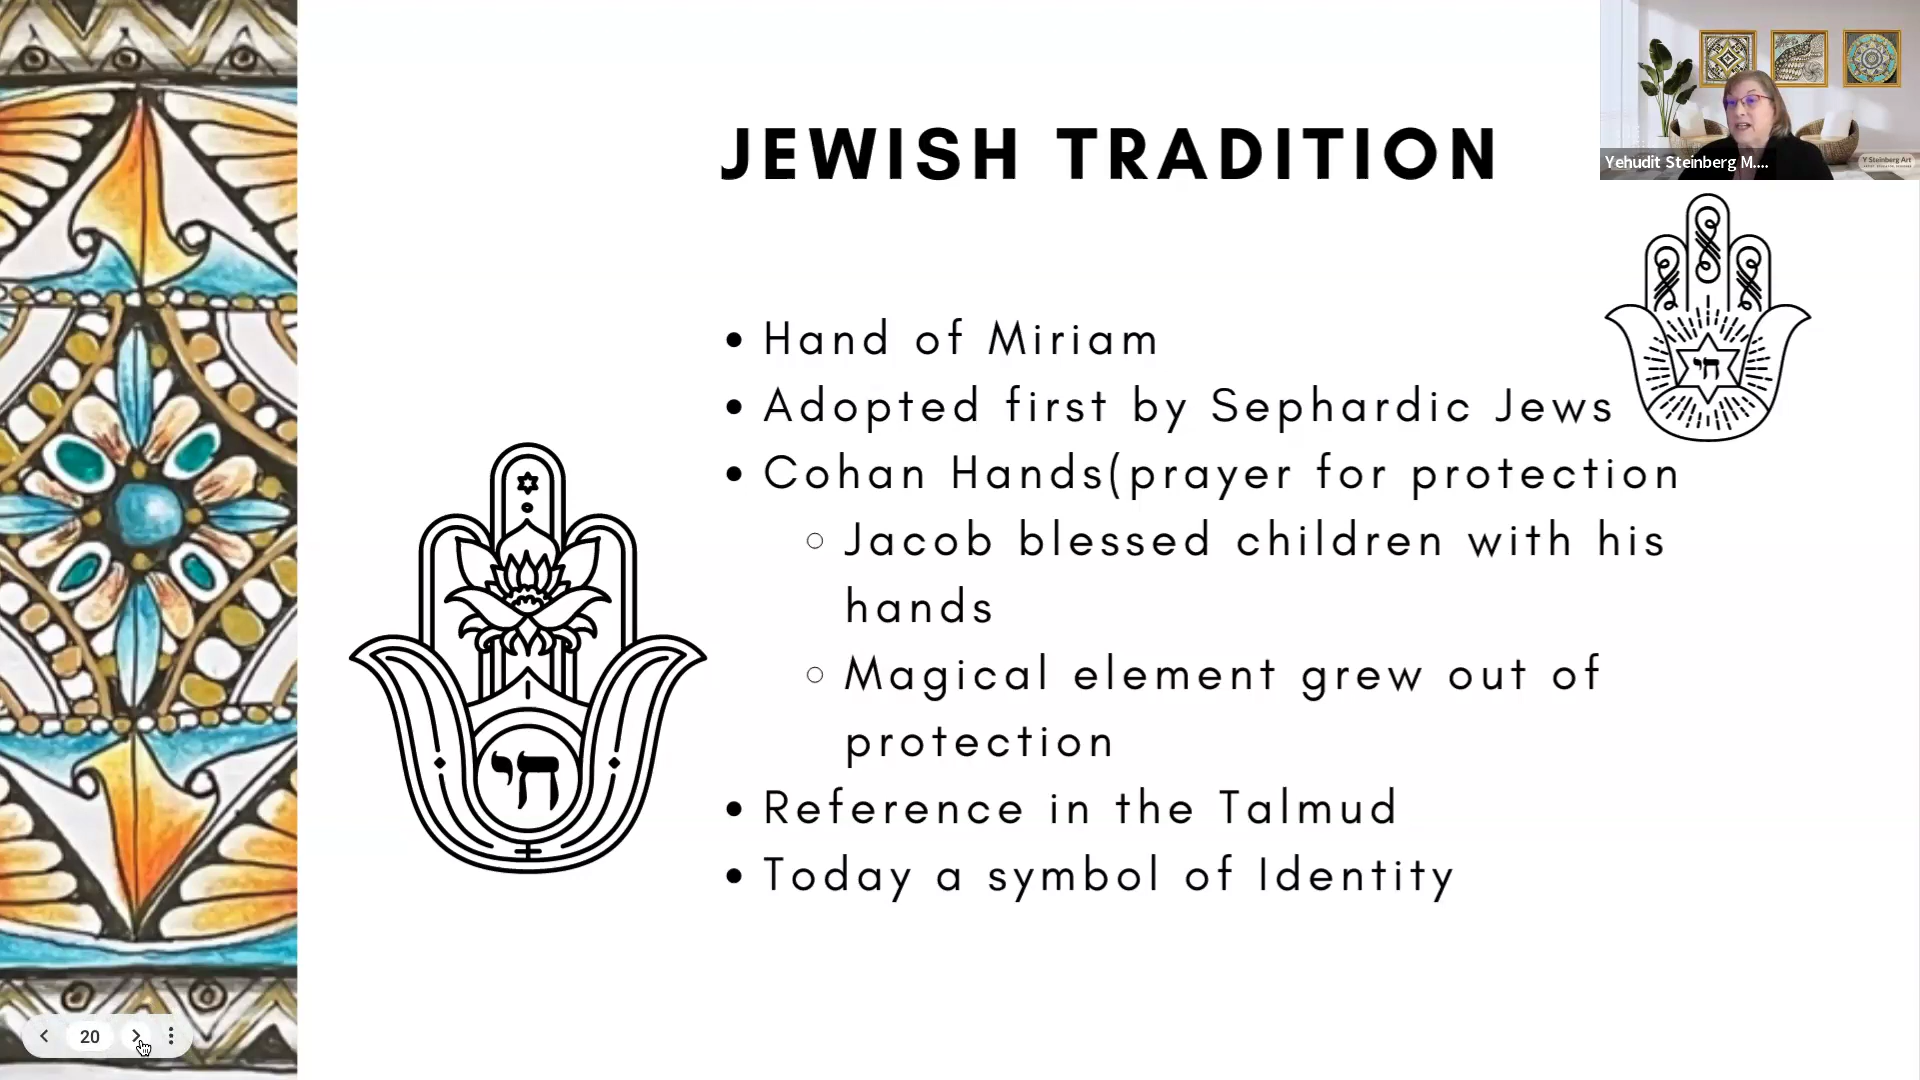 JEWISH TRADITION
Yehudit Steinberg M....
Y Steinberg Art
• Hand of Miriam
• Adopted first by Sephardic Jews
• Cohan Hands(prayer for protection
○ Jacob blessed children with his
hands
○ Magical element grew out of
protection
• Reference in the Talmud
• Today a symbol of Identity
חי
חי
20